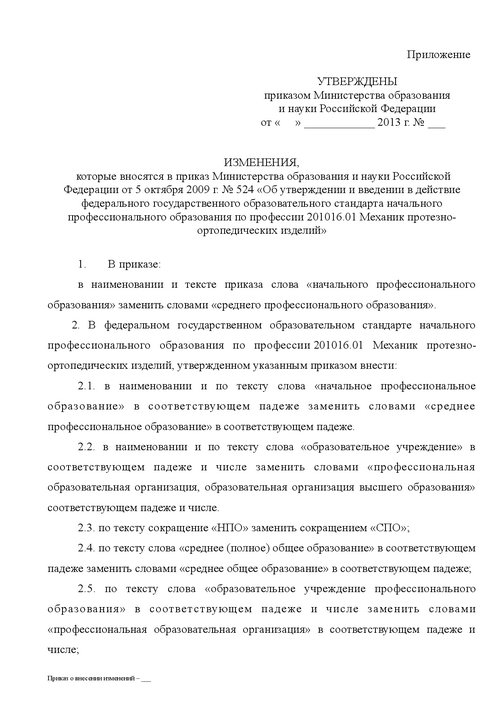 Приложение
УТВЕРЖДЕНЫ
приказом Министерства образования
и науки Российской Федерации
от « » ____________ 2013 г. № ___
ИЗМЕНЕНИЯ,
которые вносятся в приказ Министерства образования и науки Российской
Федерации от 5 октября 2009 г. № 524 «Об утверждении и введении в действие
федерального государственного образовательного стандарта начального
профессионального образования по профессии 201016.01 Механик протезно-
ортопедических изделий»
1. В приказе:
в наименовании и тексте приказа слова «начального профессионального
образования» заменить словами «среднего профессионального образования».
2. В федеральном государственном образовательном стандарте начального
профессионального образования по профессии 201016.01 Механик протезно-
ортопедических изделий, утвержденном указанным приказом внести:
2.1. в наименовании и по тексту слова «начальное профессиональное
образование» в соответствующем падеже заменить словами «среднее
профессиональное образование» в соответствующем падеже.
2.2. в наименовании и по тексту слова «образовательное учреждение» в
соответствующем падеже и числе заменить словами «профессиональная
образовательная организация, образовательная организация высшего образования»
соответствующем падеже и числе.
2.3. по тексту сокращение «НПО» заменить сокращением «СПО»;
2.4. по тексту слова «среднее (полное) общее образование» в соответствующем
падеже заменить словами «среднее общее образование» в соответствующем падеже;
2.5. по тексту слова «образовательное учреждение профессионального
образования» в соответствующем падеже и числе заменить словами
«профессиональная образовательная организация» в соответствующем падеже и
числе;
Приказ о внесении изменений – __